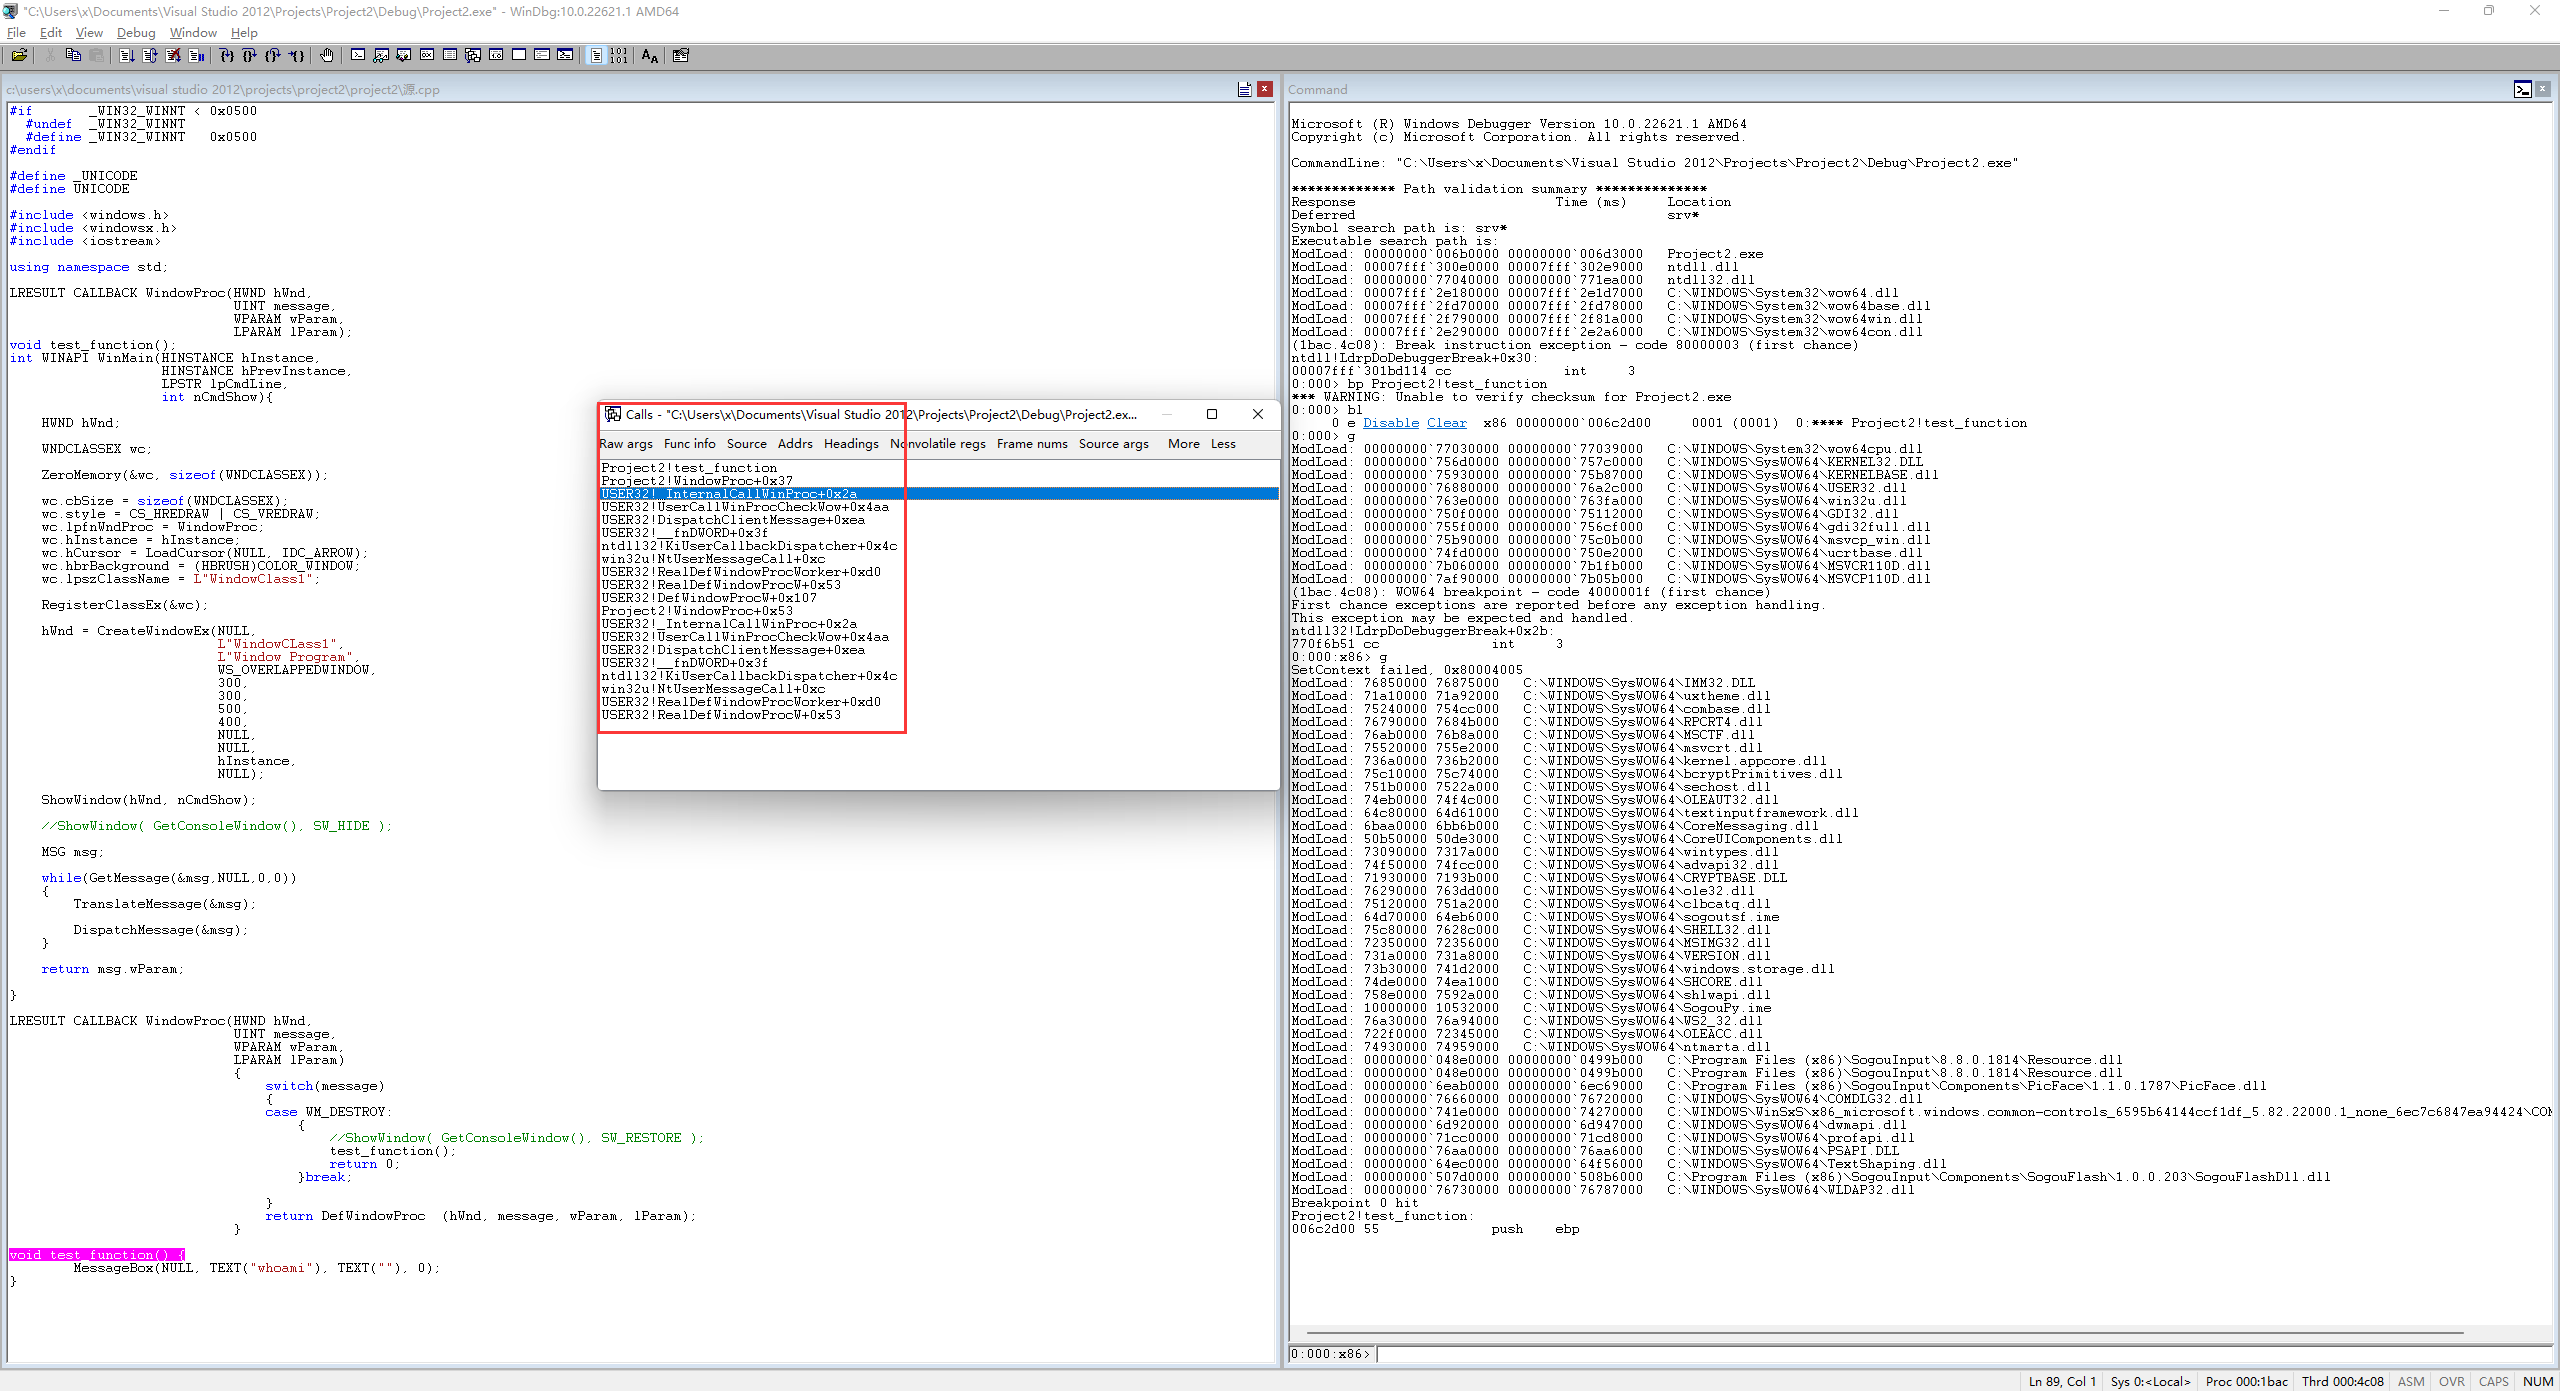 "C:\Users\x\Documents\Visual Studio 2012\Projects\Project2\Debug\Project2.exe" - WinDbg:10.0.22621.1 AMD64
File Edit View Debug Window Help
c:\users\x\documents\visual studio 2012\projects\project2\project2\源.cpp
#if       _WIN32_WINNT < 0x0500
  #undef  _WIN32_WINNT
  #define _WIN32_WINNT   0x0500
#endif
#define _UNICODE
#define UNICODE
#include <windows.h>
#include <windowsx.h>
#include <iostream>
using namespace std;
LRESULT CALLBACK WindowProc(HWND hWnd,
UINT message,
WPARAM wParam,
LPARAM lParam);
void test_function();
int WINAPI WinMain(HINSTANCE hInstance,
HINSTANCE hPrevInstance,
LPSTR lpCmdLine,
int nCmdShow){
HWND hWnd;
WNDCLASSEX wc;
ZeroMemory(&wc, sizeof(WNDCLASSEX));
wc.cbSize = sizeof(WNDCLASSEX);
wc.style = CS_HREDRAW | CS_VREDRAW;
wc.lpfnWndProc = WindowProc;
wc.hInstance = hInstance;
wc.hCursor = LoadCursor(NULL, IDC_ARROW);
wc.hbrBackground = (HBRUSH)COLOR_WINDOW;
wc.lpszClassName = L"WindowClass1";
RegisterClassEx(&wc);
hWnd = CreateWindowEx(NULL,
L"WindowCLass1",
L"Window Program",
WS_OVERLAPPEDWINDOW,
300,
300,
500,
400,
NULL,
NULL,
hInstance,
NULL);
ShowWindow(hWnd, nCmdShow);
//ShowWindow( GetConsoleWindow(), SW_HIDE );
MSG msg;
while(GetMessage(&msg,NULL,0,0))
{
TranslateMessage(&msg);
DispatchMessage(&msg);
}
return msg.wParam;
}
LRESULT CALLBACK WindowProc(HWND hWnd,
UINT message,
WPARAM wParam,
LPARAM lParam)
{
switch(message)
{
case WM_DESTROY:
{
//ShowWindow( GetConsoleWindow(), SW_RESTORE );
test_function();
return 0;
}break;
}
return DefWindowProc  (hWnd, message, wParam, lParam);
}
void test_function() {
MessageBox(NULL, TEXT("whoami"), TEXT(""), 0);
}
Calls - "C:\Users\x\Documents\Visual Studio 2012\Projects\Project2\Debug\Project2.ex...
Raw args Func info Source Addrs Headings Nonvolatile regs Frame nums Source args More Less
Project2!test_function
Project2!WindowProc+0x37
USER32!_InternalCallWinProc+0x2a
USER32!UserCallWinProcCheckWow+0x4aa
USER32!DispatchClientMessage+0xea
USER32!__fnDWORD+0x3f
ntdll32!KiUserCallbackDispatcher+0x4c
win32u!NtUserMessageCall+0xc
USER32!RealDefWindowProcWorker+0xd0
USER32!RealDefWindowProcW+0x53
USER32!DefWindowProcW+0x107
Project2!WindowProc+0x53
USER32!_InternalCallWinProc+0x2a
USER32!UserCallWinProcCheckWow+0x4aa
USER32!DispatchClientMessage+0xea
USER32!__fnDWORD+0x3f
ntdll32!KiUserCallbackDispatcher+0x4c
win32u!NtUserMessageCall+0xc
USER32!RealDefWindowProcWorker+0xd0
USER32!RealDefWindowProcW+0x53
Command
Microsoft (R) Windows Debugger Version 10.0.22621.1 AMD64
Copyright (c) Microsoft Corporation. All rights reserved.
CommandLine: "C:\Users\x\Documents\Visual Studio 2012\Projects\Project2\Debug\Project2.exe"
************* Path validation summary **************
Response                         Time (ms)     Location
Deferred                                       srv*
Symbol search path is: srv*
Executable search path is:
ModLoad: 00000000`006b0000 00000000`006d3000   Project2.exe
ModLoad: 00007fff`300e0000 00007fff`302e9000   ntdll.dll
ModLoad: 00000000`77040000 00000000`771ea000   ntdll32.dll
ModLoad: 00007fff`2e180000 00007fff`2e1d7000   C:\WINDOWS\System32\wow64.dll
ModLoad: 00007fff`2fd70000 00007fff`2fd78000   C:\WINDOWS\System32\wow64base.dll
ModLoad: 00007fff`2f790000 00007fff`2f81a000   C:\WINDOWS\System32\wow64win.dll
ModLoad: 00007fff`2e290000 00007fff`2e2a6000   C:\WINDOWS\System32\wow64con.dll
(1bac.4c08): Break instruction exception - code 80000003 (first chance)
ntdll!LdrpDoDebuggerBreak+0x30:
00007fff`301bd114 cc              int     3
0:000> bp Project2!test_function
*** WARNING: Unable to verify checksum for Project2.exe
0:000> bl
0 e Disable Clear  x86 00000000`006c2d00     0001 (0001)  0:**** Project2!test_function
0:000> g
ModLoad: 00000000`77030000 00000000`77039000   C:\WINDOWS\System32\wow64cpu.dll
ModLoad: 00000000`756d0000 00000000`757c0000   C:\WINDOWS\SysWOW64\KERNEL32.DLL
ModLoad: 00000000`75930000 00000000`75b87000   C:\WINDOWS\SysWOW64\KERNELBASE.dll
ModLoad: 00000000`76880000 00000000`76a2c000   C:\WINDOWS\SysWOW64\USER32.dll
ModLoad: 00000000`763e0000 00000000`763fa000   C:\WINDOWS\SysWOW64\win32u.dll
ModLoad: 00000000`750f0000 00000000`75112000   C:\WINDOWS\SysWOW64\GDI32.dll
ModLoad: 00000000`755f0000 00000000`756cf000   C:\WINDOWS\SysWOW64\gdi32full.dll
ModLoad: 00000000`75b90000 00000000`75c0b000   C:\WINDOWS\SysWOW64\msvcp_win.dll
ModLoad: 00000000`74fd0000 00000000`750e2000   C:\WINDOWS\SysWOW64\ucrtbase.dll
ModLoad: 00000000`7b060000 00000000`7b1fb000   C:\WINDOWS\SysWOW64\MSVCR110D.dll
ModLoad: 00000000`7af90000 00000000`7b05b000   C:\WINDOWS\SysWOW64\MSVCP110D.dll
(1bac.4c08): WOW64 breakpoint - code 4000001f (first chance)
First chance exceptions are reported before any exception handling.
This exception may be expected and handled.
ntdll32!LdrpDoDebuggerBreak+0x2b:
770f6b51 cc              int     3
0:000:x86> g
SetContext failed, 0x80004005
ModLoad: 76850000 76875000   C:\WINDOWS\SysWOW64\IMM32.DLL
ModLoad: 71a10000 71a92000   C:\WINDOWS\SysWOW64\uxtheme.dll
ModLoad: 75240000 754cc000   C:\WINDOWS\SysWOW64\combase.dll
ModLoad: 76790000 7684b000   C:\WINDOWS\SysWOW64\RPCRT4.dll
ModLoad: 76ab0000 76b8a000   C:\WINDOWS\SysWOW64\MSCTF.dll
ModLoad: 75520000 755e2000   C:\WINDOWS\SysWOW64\msvcrt.dll
ModLoad: 736a0000 736b2000   C:\WINDOWS\SysWOW64\kernel.appcore.dll
ModLoad: 75c10000 75c74000   C:\WINDOWS\SysWOW64\bcryptPrimitives.dll
ModLoad: 751b0000 7522a000   C:\WINDOWS\SysWOW64\sechost.dll
ModLoad: 74eb0000 74f4c000   C:\WINDOWS\SysWOW64\OLEAUT32.dll
ModLoad: 64c80000 64d61000   C:\WINDOWS\SysWOW64\textinputframework.dll
ModLoad: 6baa0000 6bb6b000   C:\WINDOWS\SysWOW64\CoreMessaging.dll
ModLoad: 50b50000 50de3000   C:\WINDOWS\SysWOW64\CoreUIComponents.dll
ModLoad: 73090000 7317a000   C:\WINDOWS\SysWOW64\wintypes.dll
ModLoad: 74f50000 74fcc000   C:\WINDOWS\SysWOW64\advapi32.dll
ModLoad: 71930000 7193b000   C:\WINDOWS\SysWOW64\CRYPTBASE.DLL
ModLoad: 76290000 763dd000   C:\WINDOWS\SysWOW64\ole32.dll
ModLoad: 75120000 751a2000   C:\WINDOWS\SysWOW64\clbcatq.dll
ModLoad: 64d70000 64eb6000   C:\WINDOWS\SysWOW64\sogoutsf.ime
ModLoad: 75c80000 7628c000   C:\WINDOWS\SysWOW64\SHELL32.dll
ModLoad: 72350000 72356000   C:\WINDOWS\SysWOW64\MSIMG32.dll
ModLoad: 731a0000 731a8000   C:\WINDOWS\SysWOW64\VERSION.dll
ModLoad: 73b30000 741d2000   C:\WINDOWS\SysWOW64\windows.storage.dll
ModLoad: 74de0000 74ea1000   C:\WINDOWS\SysWOW64\SHCORE.dll
ModLoad: 758e0000 7592a000   C:\WINDOWS\SysWOW64\shlwapi.dll
ModLoad: 10000000 10532000   C:\WINDOWS\SysWOW64\SogouPy.ime
ModLoad: 76a30000 76a94000   C:\WINDOWS\SysWOW64\WS2_32.dll
ModLoad: 722f0000 72345000   C:\WINDOWS\SysWOW64\OLEACC.dll
ModLoad: 74930000 74959000   C:\WINDOWS\SysWOW64\ntmarta.dll
ModLoad: 00000000`048e0000 00000000`0499b000   C:\Program Files (x86)\SogouInput\8.8.0.1814\Resource.dll
ModLoad: 00000000`048e0000 00000000`0499b000   C:\Program Files (x86)\SogouInput\8.8.0.1814\Resource.dll
ModLoad: 00000000`6eab0000 00000000`6ec69000   C:\Program Files (x86)\SogouInput\Components\PicFace\1.1.0.1787\PicFace.dll
ModLoad: 00000000`76660000 00000000`76720000   C:\WINDOWS\SysWOW64\COMDLG32.dll
ModLoad: 00000000`741e0000 00000000`74270000   C:\WINDOWS\WinSxS\x86_microsoft.windows.common-controls_6595b64144ccf1df_5.82.22000.1_none_6ec7c6847ea94424\COM
ModLoad: 00000000`6d920000 00000000`6d947000   C:\WINDOWS\SysWOW64\dwmapi.dll
ModLoad: 00000000`71cc0000 00000000`71cd8000   C:\WINDOWS\SysWOW64\profapi.dll
ModLoad: 00000000`76aa0000 00000000`76aa6000   C:\WINDOWS\SysWOW64\PSAPI.DLL
ModLoad: 00000000`64ec0000 00000000`64f56000   C:\WINDOWS\SysWOW64\TextShaping.dll
ModLoad: 00000000`507d0000 00000000`508b6000   C:\Program Files (x86)\SogouInput\Components\SogouFlash\1.0.0.203\SogouFlashDll.dll
ModLoad: 00000000`76730000 00000000`76787000   C:\WINDOWS\SysWOW64\WLDAP32.dll
Breakpoint 0 hit
Project2!test_function:
006c2d00 55              push    ebp
0:000:x86>
Ln 89, Col 1 Sys 0:<Local> Proc 000:1bac Thrd 000:4c08 ASM OVR CAPS NUM